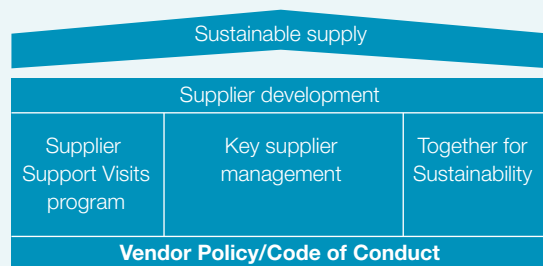 Sustainable supply
Supplier development
Supplier
Support Visits
program
Key supplier
management
Together for
Sustainability
Vendor Policy/Code of Conduct